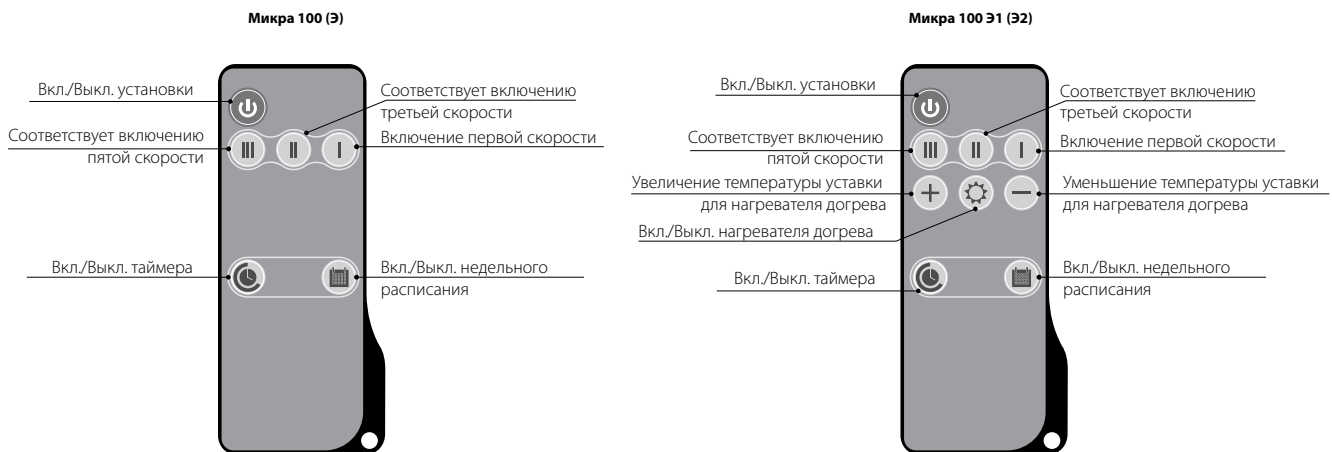 Микра 100 (Э)
Вкл./Выкл. установки
Соответствует включению
третьей скорости
Соответствует включению
пятой скорости
Включение первой скорости
III
II
I
Вкл./Выкл. таймера
Вкл./Выкл. недельного
расписания
Микра 100 Э1 (Э2)
Вкл./Выкл. установки
Соответствует включению
третьей скорости
Соответствует включению
пятой скорости
Включение первой скорости
III
II
I
Увеличение температуры уставки
для нагревателя догрева
Уменьшение температуры уставки
для нагревателя догрева
Вкл./Выкл. нагревателя догрева
Вкл./Выкл. таймера
Вкл./Выкл. недельного
расписания